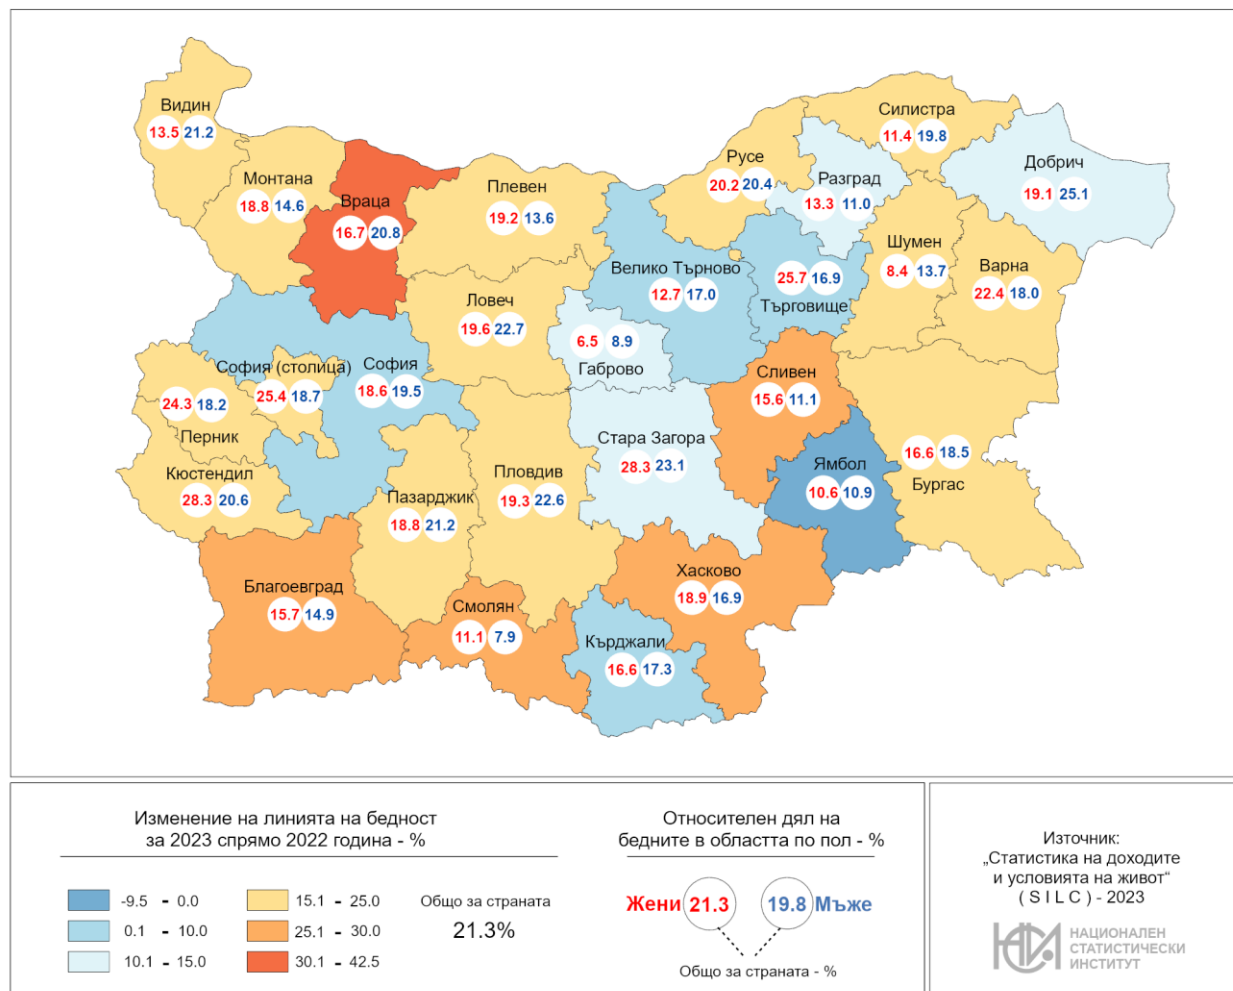 Видин
13.5 21.2
Монтана
18.8 14.6
Враца
16.7 20.8
Плевен
19.2 13.6
Русе
20.2 20.4
Силистра
11.4 19.8
Разград
13.3 11.0
Добрич
19.1 25.1
Шумен
8.4 13.7
Варна
22.4 18.0
Велико Търново
12.7 17.0
25.7 16.9
Търговище
Ловеч
19.6 22.7
6.5 8.9
Габрово
София (столица)
25.4 18.7
София
18.6 19.5
24.3 18.2
Перник
Сливен
15.6 11.1
Кюстендил
28.3 20.6
Пазарджик
18.8 21.2
Пловдив
19.3 22.6
Стара Загора
28.3 23.1
Ямбол
10.6 10.9
16.6 18.5
Бургас
Благоевград
15.7 14.9
Смолян
11.1 7.9
Хасково
18.9 16.9
Кърджали
16.6 17.3
Изменение на линията на бедност
за 2023 спрямо 2022 година - %
-9.5 - 0.0
0.1 - 10.0
10.1 - 15.0
15.1 - 25.0
25.1 - 30.0
30.1 - 42.5
Общо за страната
21.3%
Относителен дял на
бедните в областта по пол - %
Жени 21.3 19.8 Мъже
Общо за страната - %
Източник:
„Статистика на доходите
и условията на живот“
( S I L C ) - 2023
НСИ НАЦИОНАЛЕН
СТАТИСТИЧЕСКИ
ИНСТИТУТ